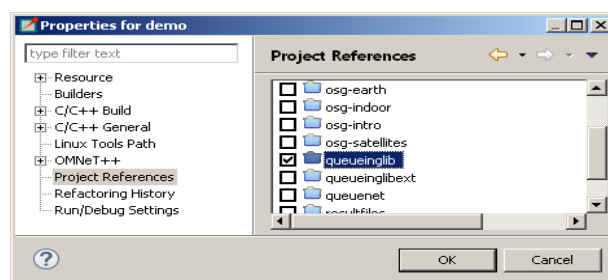 Properties for demo
type filter text
Resource
Builders
C/C++ Build
C/C++ General
Linux Tools Path
OMNeT++
Project References
Refactoring History
Run/Debug Settings
Project References
osg-earth
osg-indoor
osg-intro
osg-satellites
queueinglib
queueinglibext
queuenet
resultfiles
OK
Cancel